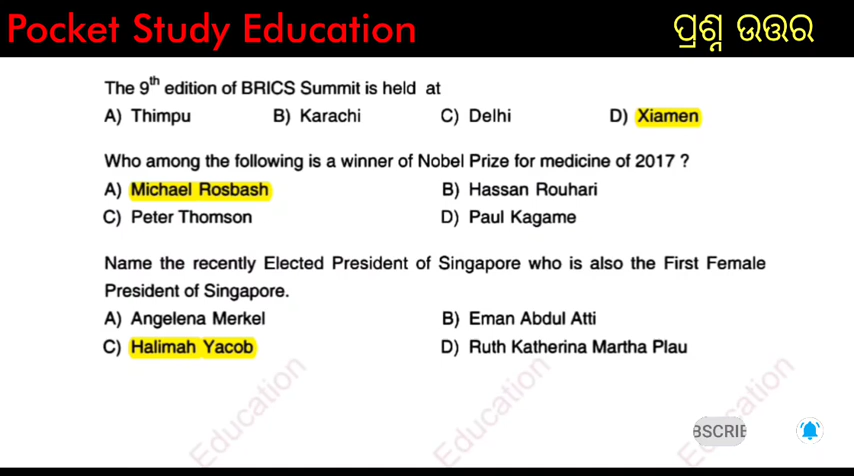 Pocket Study Education ପ୍ରଶ୍ନ ଉତ୍ତର
The 9th edition of BRICS Summit is held at
A) Thimpu B) Karachi C) Delhi D) Xiamen
Who among the following is a winner of Nobel Prize for medicine of 2017 ?
A) Michael Rosbash B) Hassan Rouhari
C) Peter Thomson D) Paul Kagame
Name the recently Elected President of Singapore who is also the First Female
President of Singapore.
A) Angelena Merkel B) Eman Abdul Atti
C) Halimah Yacob D) Ruth Katherina Martha Plau
Education Education Education
BSCRIB